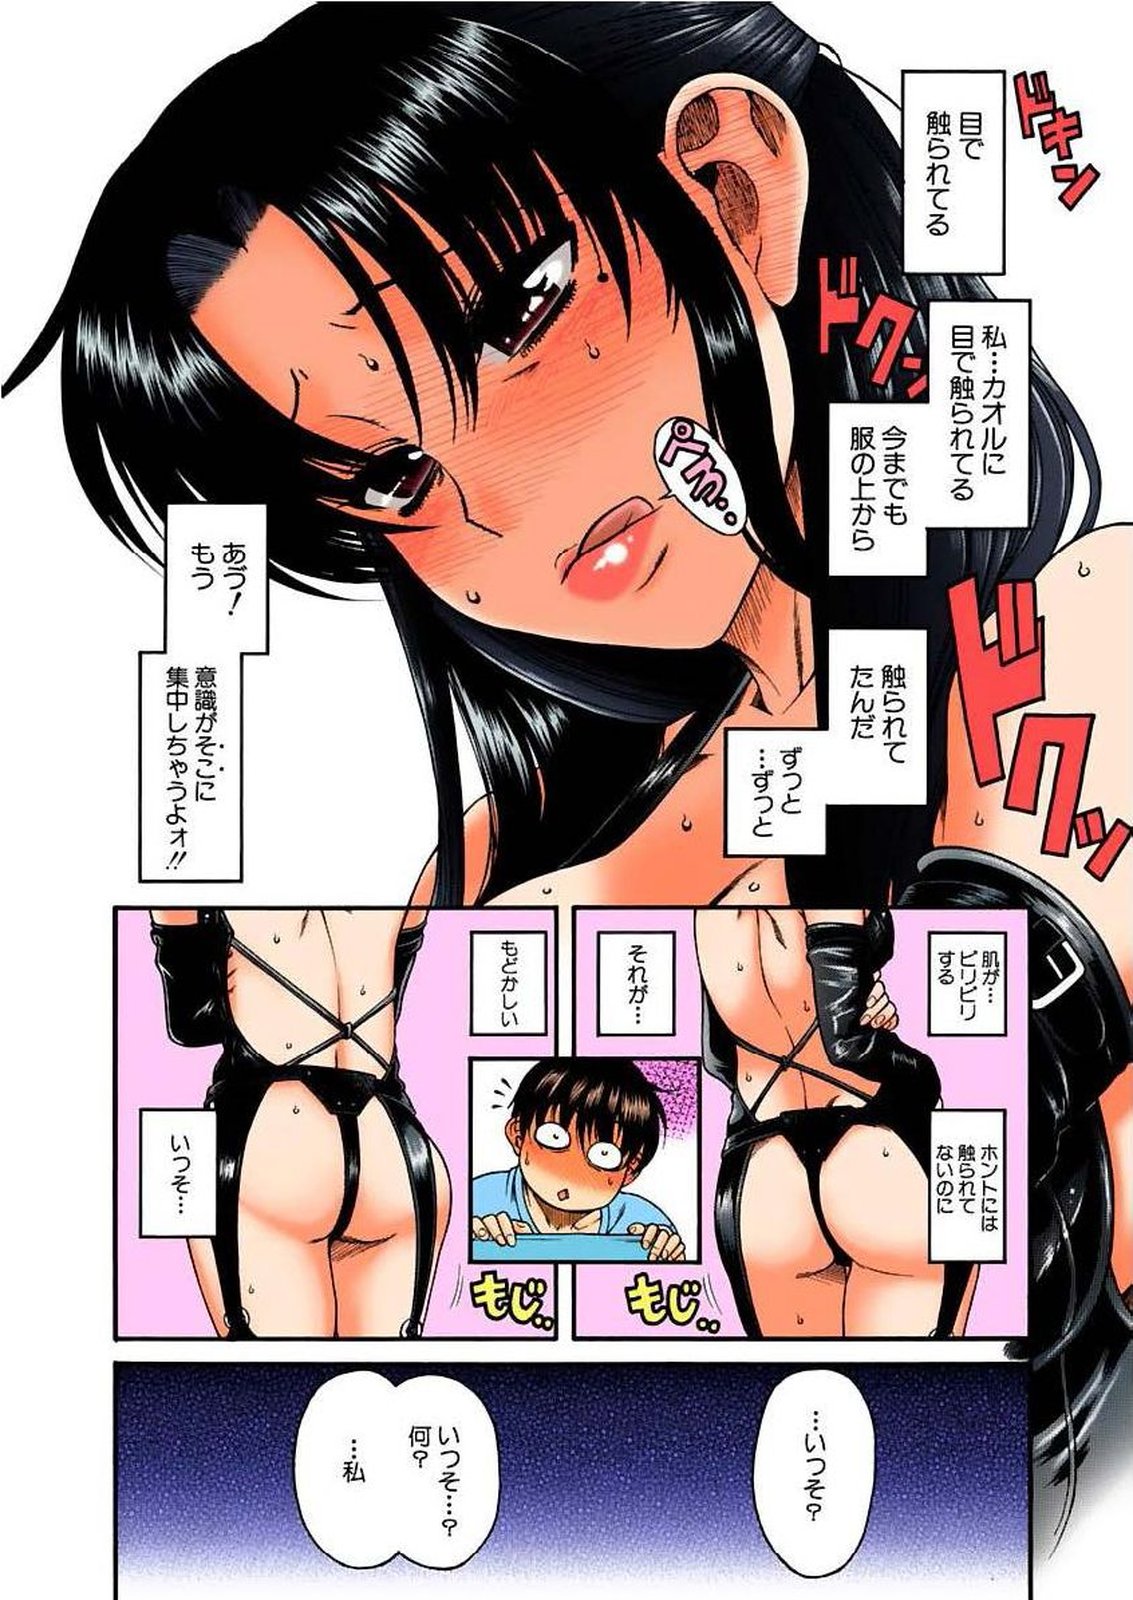 ドキン
目で
触られてる
ドクン
私…カオルに
目で触られてる
今までも
服の上から
ぺろ…
ドクッ
触られて
たんだ
ずっと
…ずっと
あづ!
もう
意識がそこに
集中しちゃうよォ!!
肌が…
ピリピリ
する
ホントには
触られて
ないのに
それが…
もじ…
もどかしい
いっそ…
もじ…
…いっそ?
いっそ…?
何?
…私